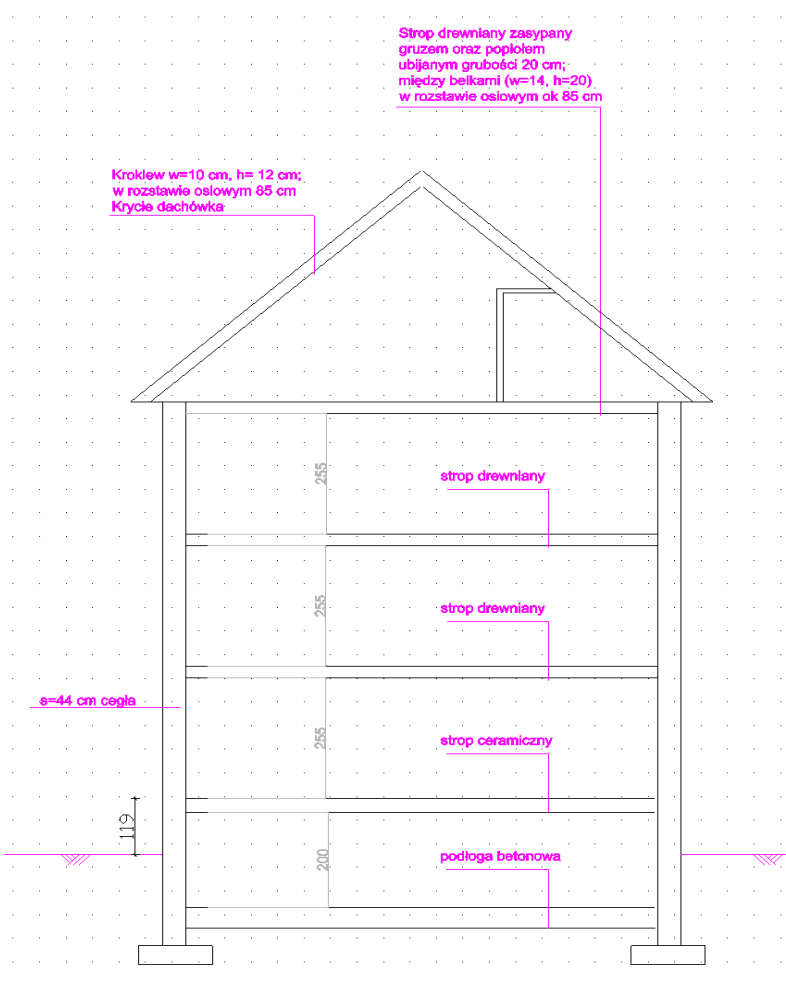 Strop drewniany zasypany
gruzem oraz popiołem
ubijanym grubości 20 cm;
między belkami (w=14, h=20)
w rozstawie osiowym ok 85 cm
Krokiew w=10 cm, h= 12 cm;
w rozstawie osiowym 85 cm
Krycie dachówka
255
strop drewniany
255
strop drewniany
s=44 cm cegła
255
strop ceramiczny
119
200
podłoga betonowa